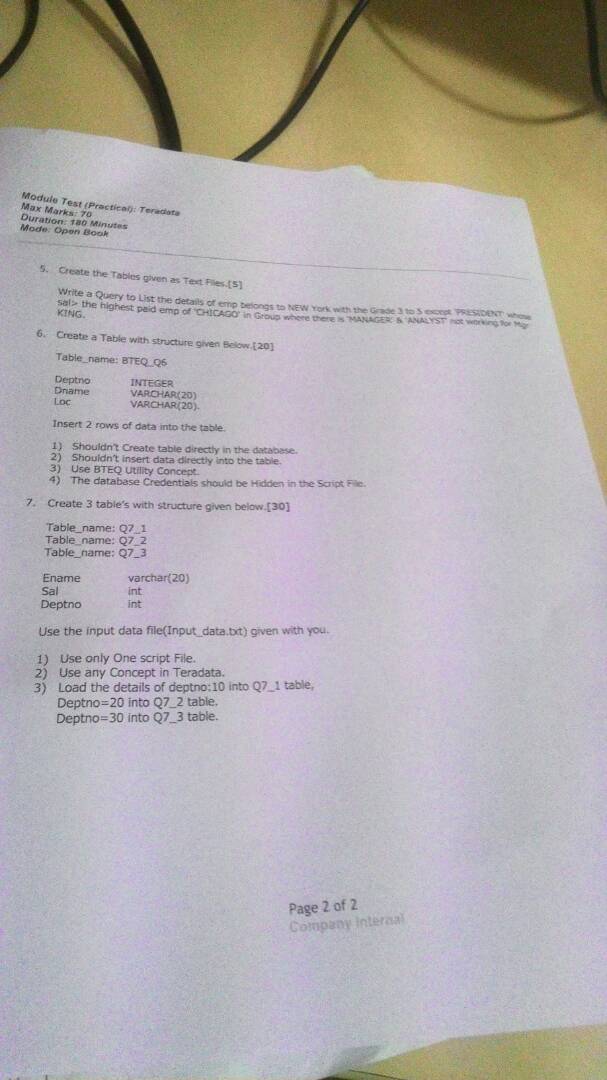 Module Test (Practical): Teradata
Max Marks: 70
Duration: 180 Minutes
Mode: Open Book
5. Create the Tables given as Text Files.[5]
Write a Query to List the details of emp belongs to NEW York with the Grade 3 to 5 except 'PRESIDENT' whose
sal> the highest paid emp of 'CHICAGO' in Group where there is 'MANAGER' & 'ANALYST' not working for Mgr
KING.
6. Create a Table with structure given Below.[20]
Table_name: BTEQ_Q6
Deptno INTEGER
Dname VARCHAR(20)
Loc VARCHAR(20).
Insert 2 rows of data into the table.
1) Shouldn't Create table directly in the database.
2) Shouldn't insert data directly into the table.
3) Use BTEQ Utility Concept.
4) The database Credentials should be Hidden in the Script File.
7. Create 3 table's with structure given below.[30]
Table_name: Q7_1
Table_name: Q7_2
Table_name: Q7_3
Ename varchar(20)
Sal int
Deptno int
Use the input data file(Input_data.txt) given with you.
1) Use only One script File.
2) Use any Concept in Teradata.
3) Load the details of deptno:10 into Q7_1 table,
Deptno=20 into Q7_2 table.
Deptno=30 into Q7_3 table.
Page 2 of 2
Company Internal